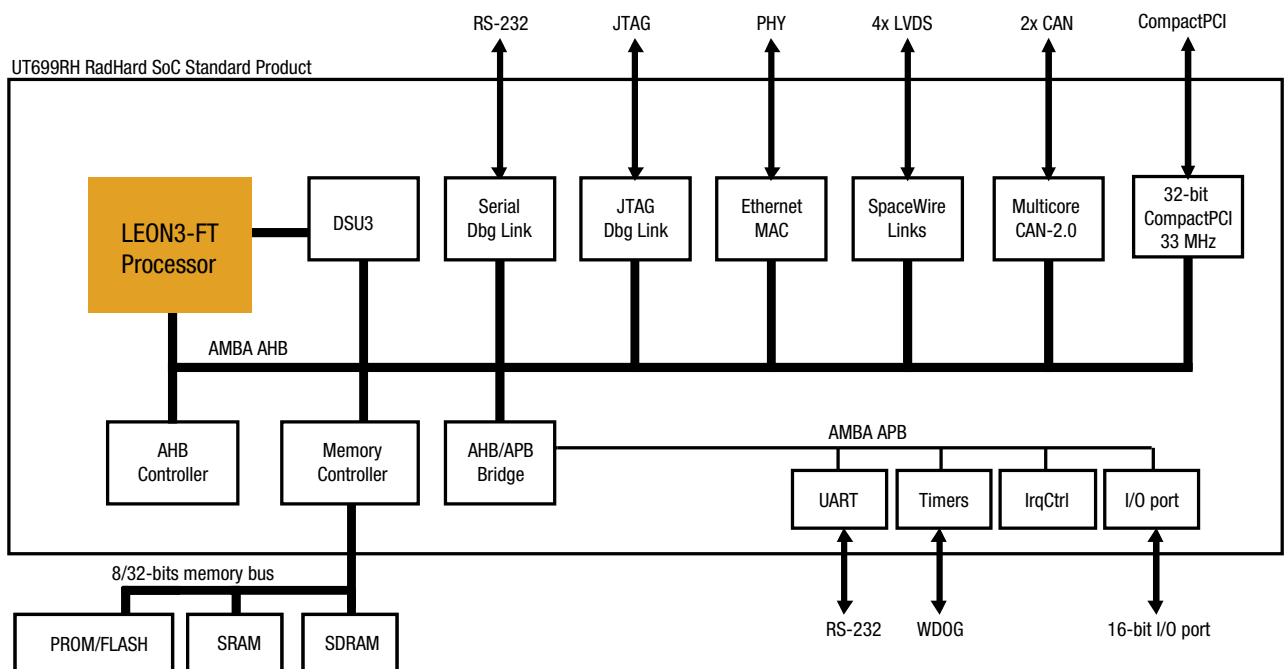 RS-232 JTAG PHY 4x LVDS 2x CAN CompactPCI
UT699RH RadHard SoC Standard Product
LEON3-FT
Processor
DSU3
Serial
Dbg Link
JTAG
Dbg Link
Ethernet
MAC
SpaceWire
Links
Multicore
CAN-2.0
32-bit
CompactPCI
33 MHz
AMBA AHB
AHB
Controller
Memory
Controller
AHB/APB
Bridge
AMBA APB
UART
Timers
IrqCtrl
I/O port
8/32-bits memory bus
PROM/FLASH
SRAM
SDRAM
RS-232
WDOG
16-bit I/O port